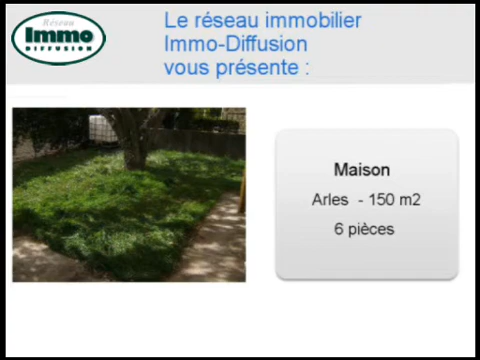 Réseau
Immo
DIFFUSION
Le réseau immobilier
Immo-Diffusion
vous présente :
Maison
Arles - 150 m2
6 pièces